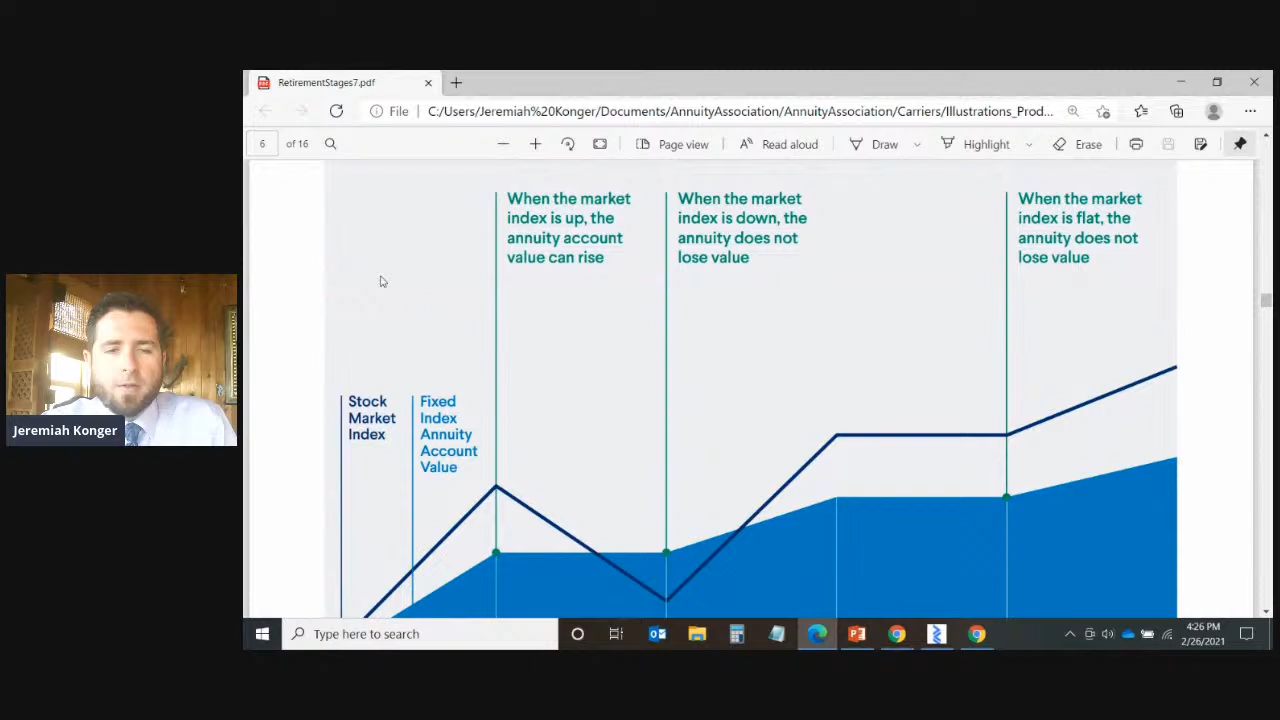 RetirementStages7.pdf
File
C:/Users/Jeremiah%20Konger/Documents/AnnuityAssociation/AnnuityAssociation/Carriers/Illustrations_Prod...
6 of 16
Page view
Read aloud
Draw
Highlight
Erase
When the market
index is up, the
annuity account
value can rise
When the market
index is down, the
annuity does not
lose value
When the market
index is flat, the
annuity does not
lose value
Stock
Market
Index
Fixed
Index
Annuity
Account
Value
Jeremiah Konger
Type here to search
4:26 PM
2/26/2021